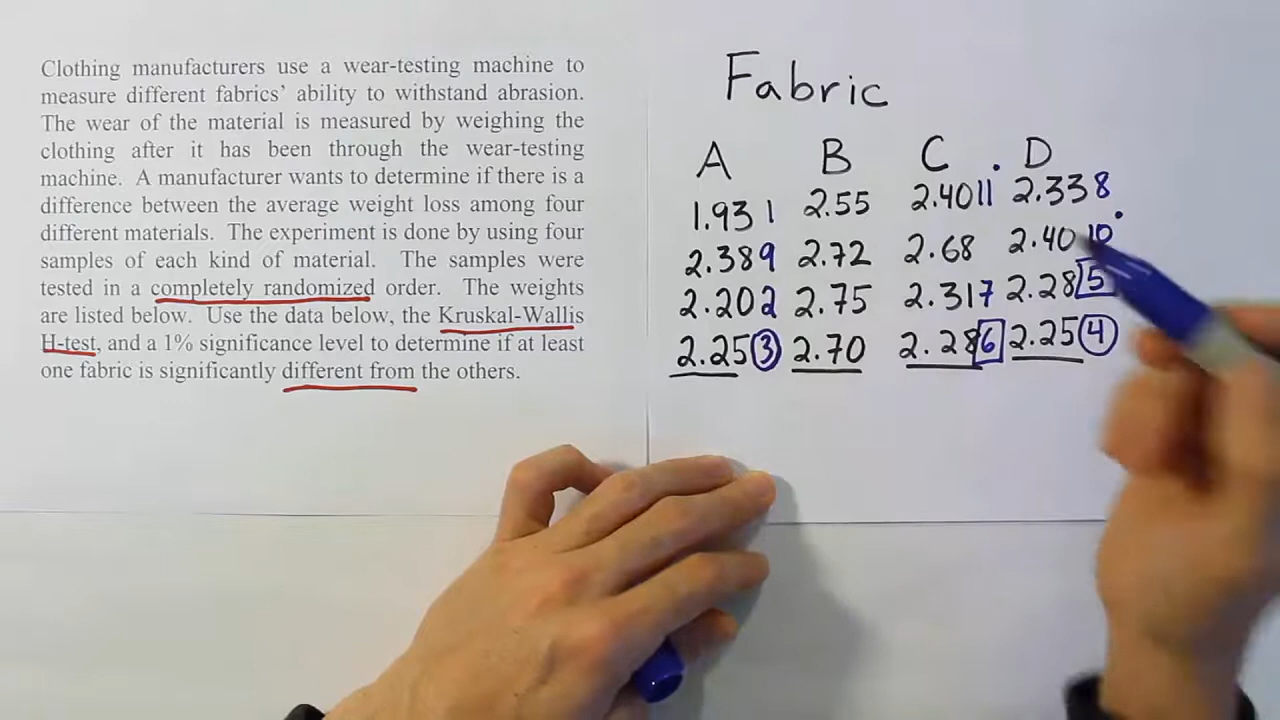 Clothing manufacturers use a wear-testing machine to
measure different fabrics' ability to withstand abrasion.
The wear of the material is measured by weighing the
clothing after it has been through the wear-testing
machine. A manufacturer wants to determine if there is a
difference between the average weight loss among four
different materials. The experiment is done by using four
samples of each kind of material. The samples were
tested in a completely randomized order. The weights
are listed below. Use the data below, the Kruskal-Wallis
H-test, and a 1% significance level to determine if at least
one fabric is significantly different from the others.
Fabric
A B C D
1.93 1 2.55 2.40 11 2.33 8
2.38 9 2.72 2.68 2.40 10
2.20 2 2.75 2.31 7 2.28 5
2.25 3 2.70 2.28 6 2.25 4